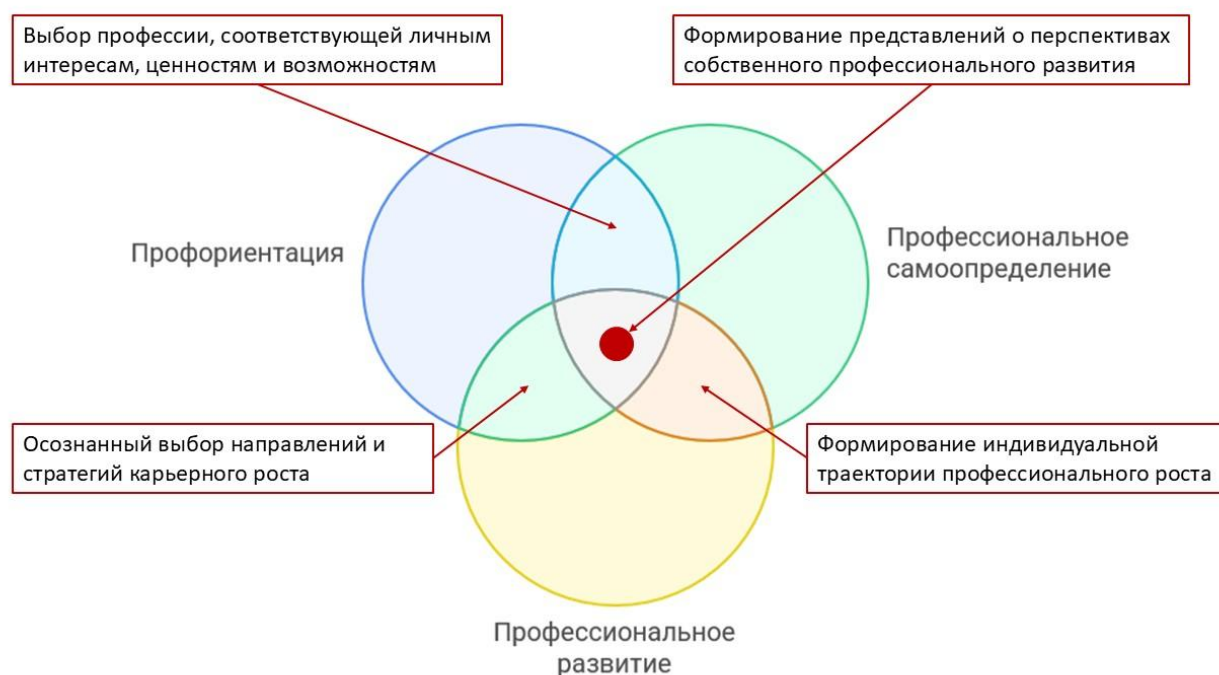 Выбор профессии, соответствующей личным
интересам, ценностям и возможностям
Формирование представлений о перспективах
собственного профессионального развития
Профориентация
Профессиональное
самоопределение
Осознанный выбор направлений и
стратегий карьерного роста
Формирование индивидуальной
траектории профессионального роста
Профессиональное
развитие